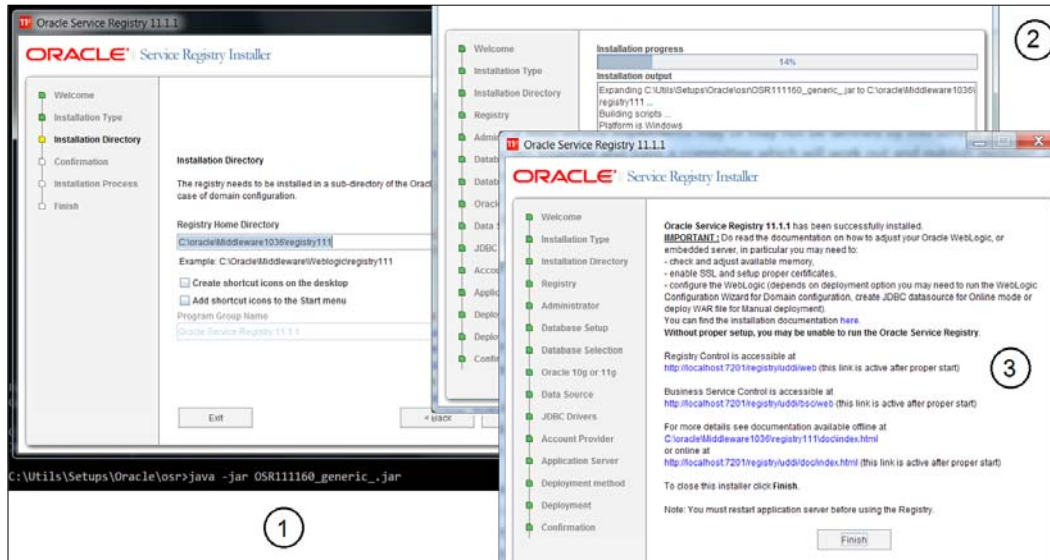 Oracle Service Registry 11.1.1
ORACLE Service Registry Installer
Welcome
Installation Type
Installation Directory
Confirmation
Installation Process
Finish
Installation Directory
The registry needs to be installed in a sub-directory of the Orac
case of domain configuration.
Registry Home Directory
C:\oracle\Middleware1036\registry111
Example: C:\Oracle\Middleware\Weblogic\registry111
Create shortcut icons on the desktop
Add shortcut icons to the Start menu
Program Group Name
Oracle Service Registry 11.1.1
Exit
< Back
C:\Utils\Setups\Oracle\osr>java -jar OSR111160_generic_.jar
1
Welcome
Installation Type
Installation Directory
Registry
Admini
Datab
Datab
Oracle
Data S
JDBC
Accou
Applic
Deplo
Deplo
Confir
Installation progress
14%
Installation output
Expanding C:\Utils\Setups\Oracle\osr\OSR111160_generic_.jar to C:\oracle\Middleware1036\
registry111 ...
Building scripts ...
Platform is Windows
2
Oracle Service Registry 11.1.1
ORACLE Service Registry Installer
Welcome
Installation Type
Installation Directory
Registry
Administrator
Database Setup
Database Selection
Oracle 10g or 11g
Data Source
JDBC Drivers
Account Provider
Application Server
Deployment method
Deployment
Confirmation
Oracle Service Registry 11.1.1 has been successfully installed.
IMPORTANT : Do read the documentation on how to adjust your Oracle WebLogic, or
embedded server, in particular you may need to:
- check and adjust available memory,
- enable SSL and setup proper certificates,
- configure the WebLogic (depends on deployment option you may need to run the WebLogic
Configuration Wizard for Domain configuration, create JDBC datasource for Online mode or
deploy WAR file for Manual deployment).
You can find the installation documentation here.
Without proper setup, you may be unable to run the Oracle Service Registry.
Registry Control is accessible at
http://localhost:7201/registry/uddi/web (this link is active after proper start)
Business Service Control is accessible at
http://localhost:7201/registry/uddi/bsc/web (this link is active after proper start)
For more details see documentation available offline at
C:\oracle\Middleware1036\registry111\doc\index.html
or online at
http://localhost:7201/registry/uddi/doc/index.html (this link is active after proper start)
To close this installer click Finish.
Note: You must restart application server before using the Registry.
Finish
3